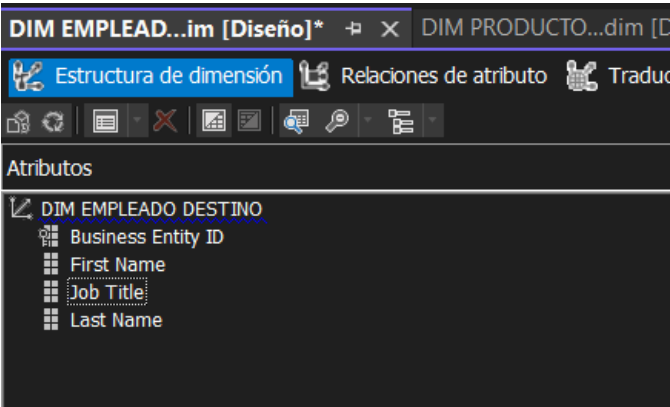 DIM EMPLEAD...im [Diseño]* DIM PRODUCTO...dim [D
Estructura de dimensión Relaciones de atributo Traduc
Atributos
DIM EMPLEADO DESTINO
Business Entity ID
First Name
Job Title
Last Name